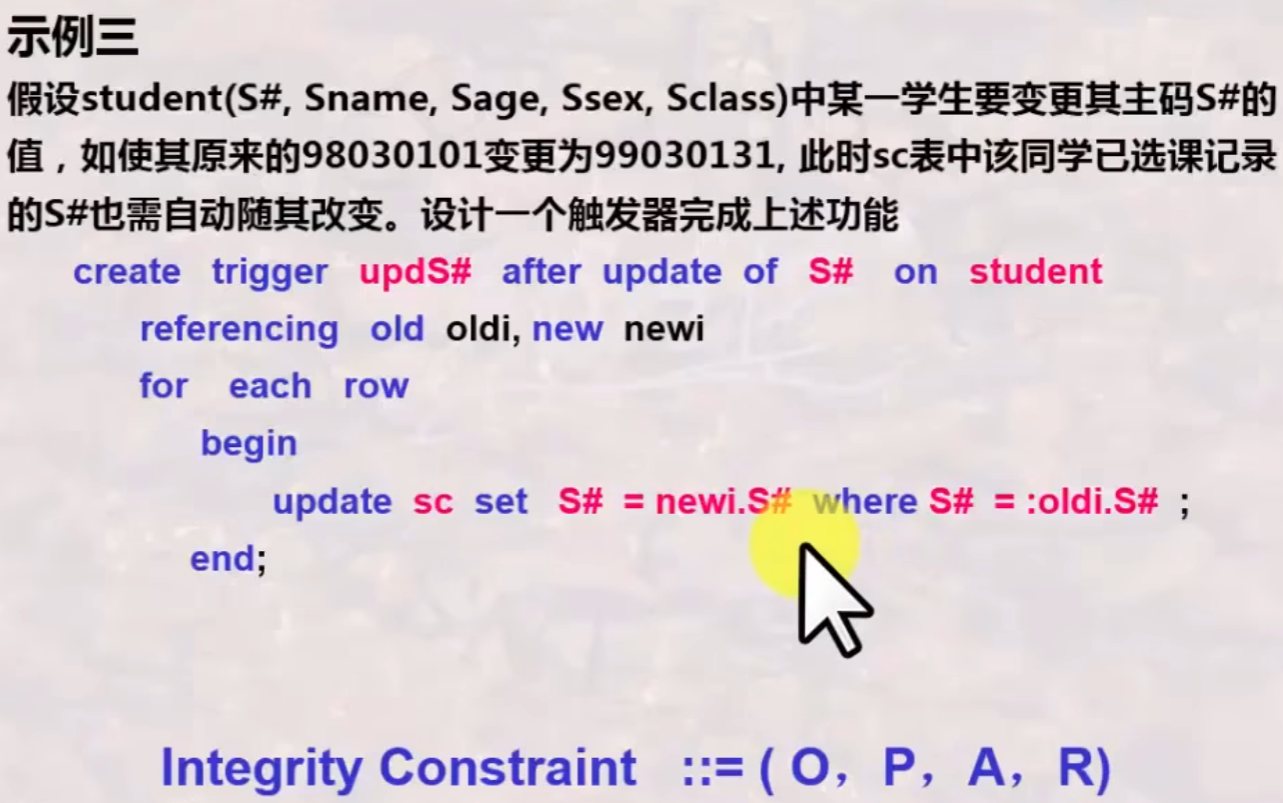 示例三
假设student(S#, Sname, Sage, Ssex, Sclass)中某一学生要变更其主码S#的
值，如使其原来的98030101变更为99030131, 此时sc表中该同学已选课记录
的S#也需自动随其改变。设计一个触发器完成上述功能
create trigger updS# after update of S# on student
referencing old oldi, new newi
for each row
begin
update sc set S# = newi.S# where S# = :oldi.S# ;
end;
Integrity Constraint ::= ( O，P，A，R)